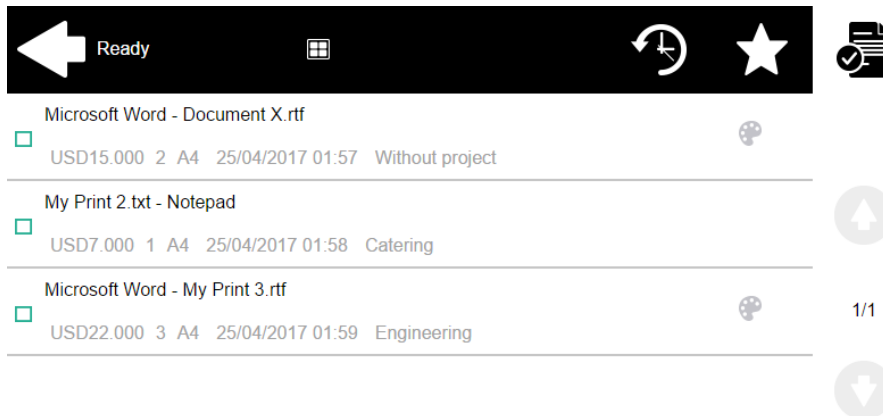 Ready
Microsoft Word - Document X.rtf
USD15.000 2 A4 25/04/2017 01:57 Without project
My Print 2.txt - Notepad
USD7.000 1 A4 25/04/2017 01:58 Catering
Microsoft Word - My Print 3.rtf
USD22.000 3 A4 25/04/2017 01:59 Engineering
1/1